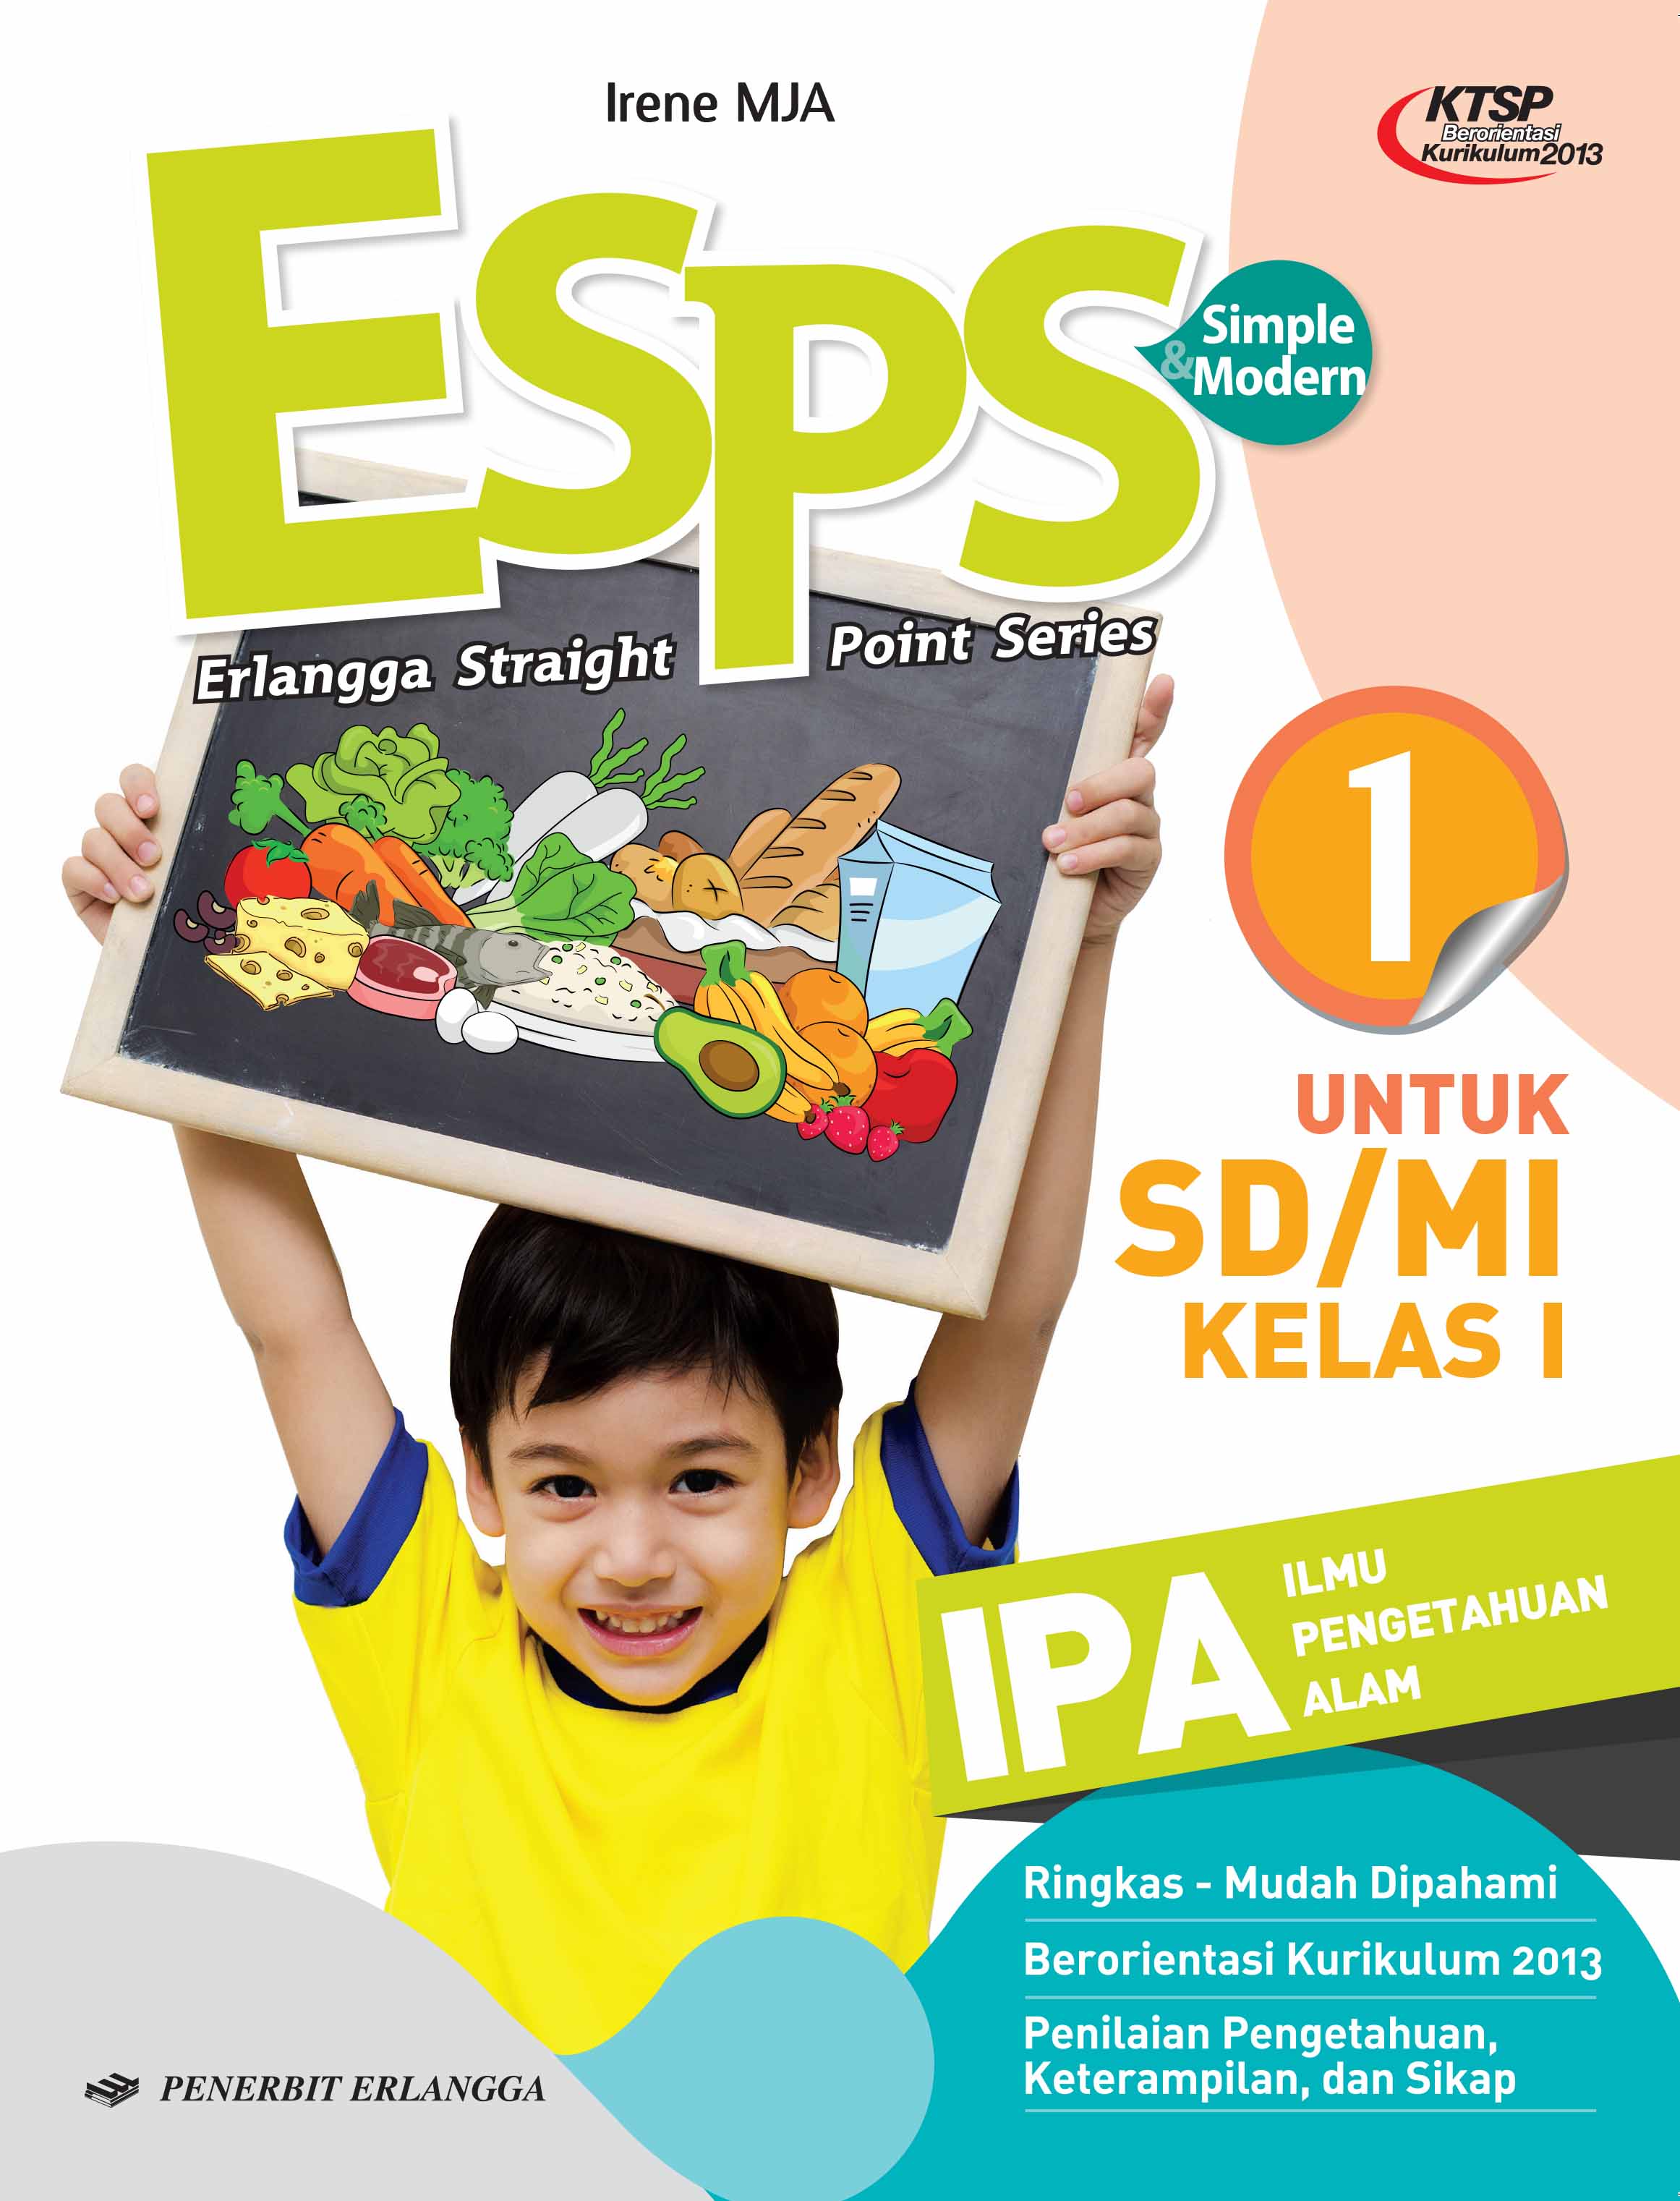 Irene MJA
KTSP
Berorientasi
Kurikulum2013
ESPS
Simple
&Modern
Erlangga Straight Point Series
1
UNTUK
SD/MI
KELAS I
IPA
ILMU
PENGETAHUAN
ALAM
Ringkas - Mudah Dipahami
Berorientasi Kurikulum 2013
Penilaian Pengetahuan,
Keterampilan, dan Sikap
PENERBIT ERLANGGA